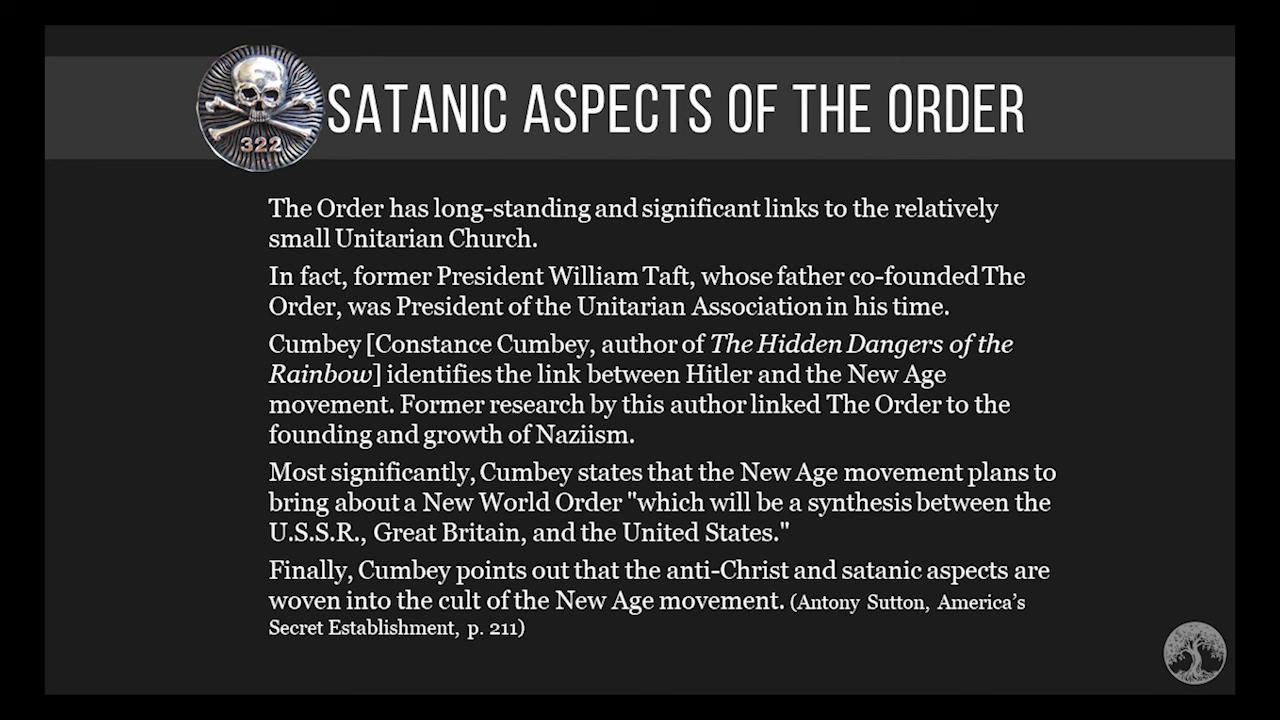 322
SATANIC ASPECTS OF THE ORDER
The Order has long-standing and significant links to the relatively
small Unitarian Church.
In fact, former President William Taft, whose father co-founded The
Order, was President of the Unitarian Association in his time.
Cumbey [Constance Cumbey, author of The Hidden Dangers of the
Rainbow] identifies the link between Hitler and the New Age
movement. Former research by this author linked The Order to the
founding and growth of Naziism.
Most significantly, Cumbey states that the New Age movement plans to
bring about a New World Order "which will be a synthesis between the
U.S.S.R., Great Britain, and the United States."
Finally, Cumbey points out that the anti-Christ and satanic aspects are
woven into the cult of the New Age movement. (Antony Sutton, America's
Secret Establishment, p. 211)